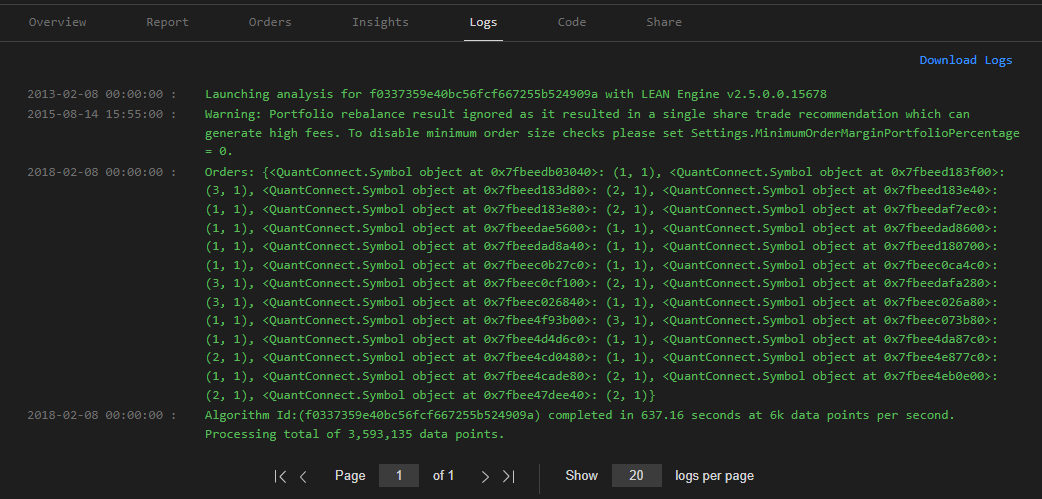 Overview Report Orders Insights Logs Code Share
Download Logs
2013-02-08 00:00:00 : Launching analysis for f0337359e40bc56fcf667255b524909a with LEAN Engine v2.5.0.0.15678
2015-08-14 15:55:00 : Warning: Portfolio rebalance result ignored as it resulted in a single share trade recommendation which can
generate high fees. To disable minimum order size checks please set Settings.MinimumOrderMarginPortfolioPercentage
= 0.
2018-02-08 00:00:00 : Orders: {<QuantConnect.Symbol object at 0x7fbeedb03040>: (1, 1), <QuantConnect.Symbol object at 0x7fbeed183f00>:
(3, 1), <QuantConnect.Symbol object at 0x7fbeed183d80>: (2, 1), <QuantConnect.Symbol object at 0x7fbeed183e40>:
(1, 1), <QuantConnect.Symbol object at 0x7fbeed183e80>: (2, 1), <QuantConnect.Symbol object at 0x7fbeedaf7ec0>:
(1, 1), <QuantConnect.Symbol object at 0x7fbeedae5600>: (1, 1), <QuantConnect.Symbol object at 0x7fbeedad8600>:
(1, 1), <QuantConnect.Symbol object at 0x7fbeedad8a40>: (1, 1), <QuantConnect.Symbol object at 0x7fbeed180700>:
(1, 1), <QuantConnect.Symbol object at 0x7fbeec0b27c0>: (1, 1), <QuantConnect.Symbol object at 0x7fbeec0ca4c0>:
(3, 1), <QuantConnect.Symbol object at 0x7fbeec0cf100>: (2, 1), <QuantConnect.Symbol object at 0x7fbeedafa280>:
(3, 1), <QuantConnect.Symbol object at 0x7fbeec026840>: (1, 1), <QuantConnect.Symbol object at 0x7fbeec026a80>:
(1, 1), <QuantConnect.Symbol object at 0x7fbee4f93b00>: (3, 1), <QuantConnect.Symbol object at 0x7fbeec073b80>:
(1, 1), <QuantConnect.Symbol object at 0x7fbee4d4d6c0>: (1, 1), <QuantConnect.Symbol object at 0x7fbee4da87c0>:
(2, 1), <QuantConnect.Symbol object at 0x7fbee4cd0480>: (1, 1), <QuantConnect.Symbol object at 0x7fbee4e877c0>:
(1, 1), <QuantConnect.Symbol object at 0x7fbee4cade80>: (2, 1), <QuantConnect.Symbol object at 0x7fbee4eb0e00>:
(2, 1), <QuantConnect.Symbol object at 0x7fbee47dee40>: (2, 1)}
2018-02-08 00:00:00 : Algorithm Id:(f0337359e40bc56fcf667255b524909a) completed in 637.16 seconds at 6k data points per second.
Processing total of 3,593,135 data points.
Page 1 of 1 Show 20 logs per page